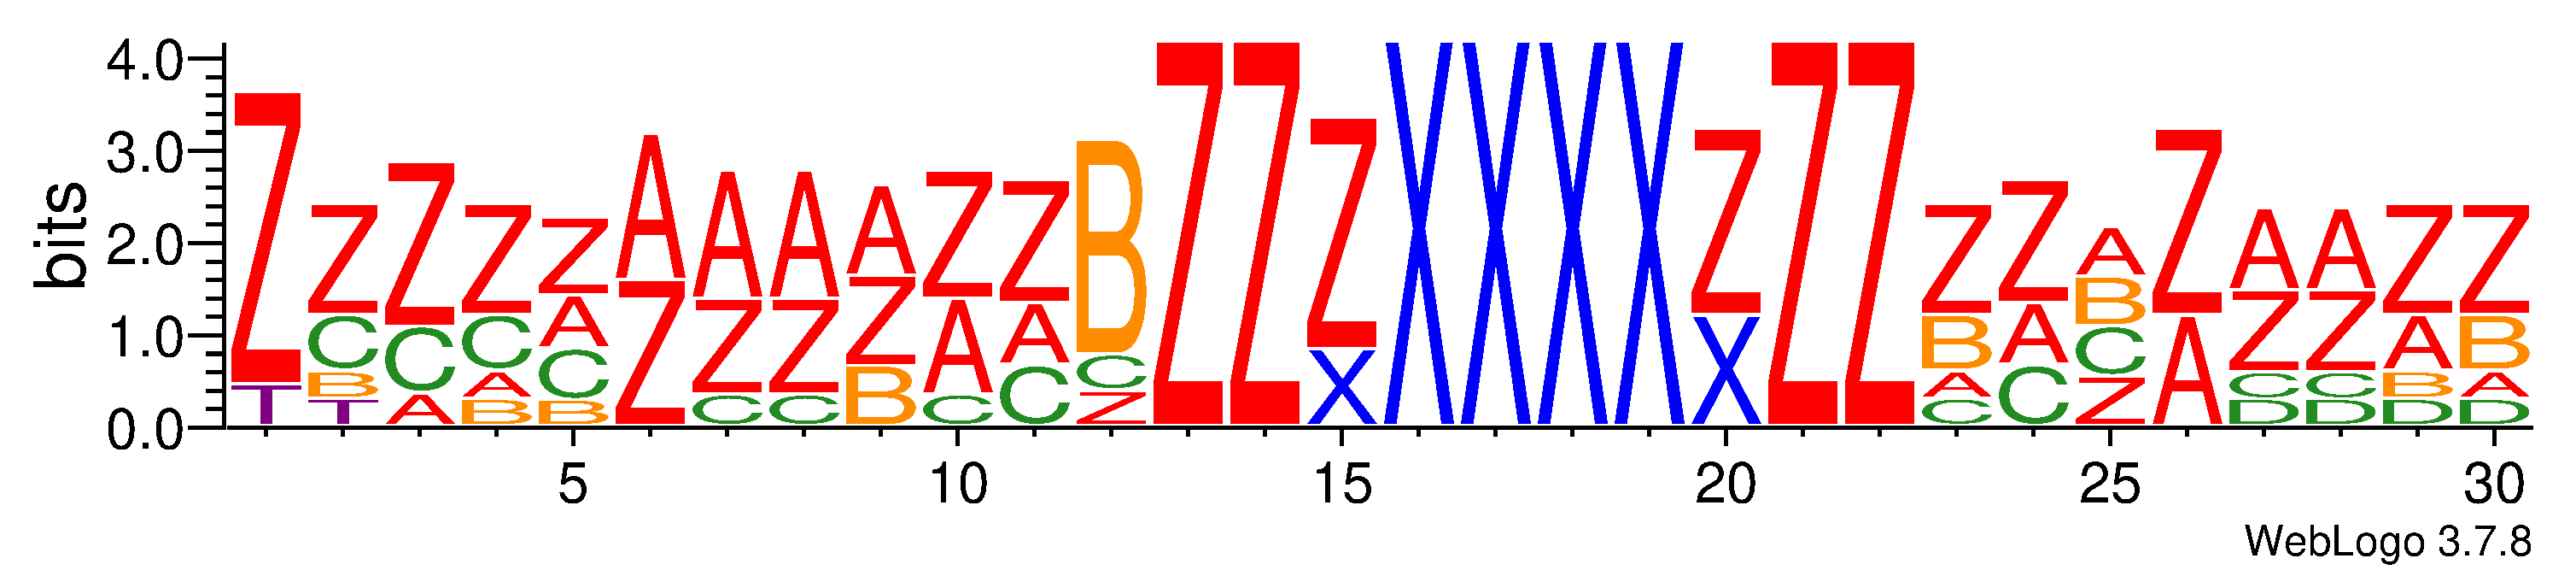 bits
4.0
3.0
2.0
1.0
0.0
Z T
Z C B T
Z C A
Z C A B
Z A C B
A Z
A Z C
A Z C
A Z B
Z A C
Z A C
B C Z
Z
Z
Z X
X
X
X
X
Z X
Z
Z
Z B A C
Z A C
A B C Z
Z A
A Z C D
A Z C D
Z A B D
Z B A D
5 10 15 20 25 30
WebLogo 3.7.8